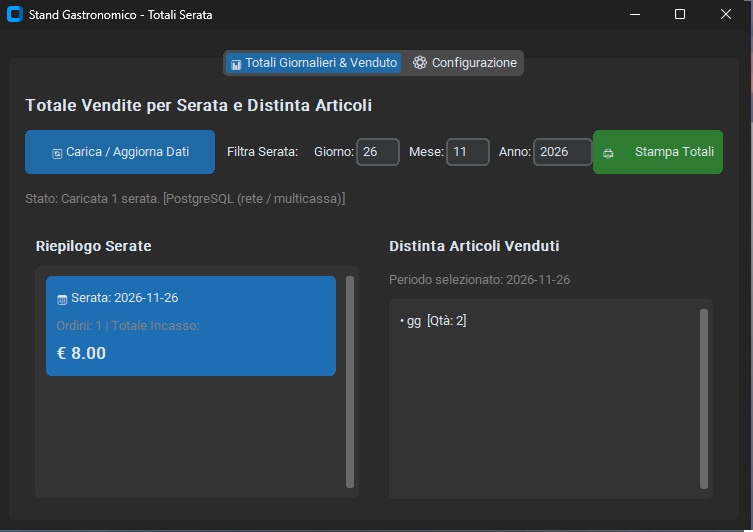 Stand Gastronomico - Totali Serata
Totali Giornalieri & Venduto Configurazione
Totale Vendite per Serata e Distinta Articoli
Carica / Aggiorna Dati Filtra Serata: Giorno: 26 Mese: 11 Anno: 2026 Stampa Totali
Stato: Caricata 1 serata. [PostgreSQL (rete / multicassa)]
Riepilogo Serate
Serata: 2026-11-26
Ordini: 1 | Totale Incasso:
€ 8.00
Distinta Articoli Venduti
Periodo selezionato: 2026-11-26
• gg [Qtà: 2]